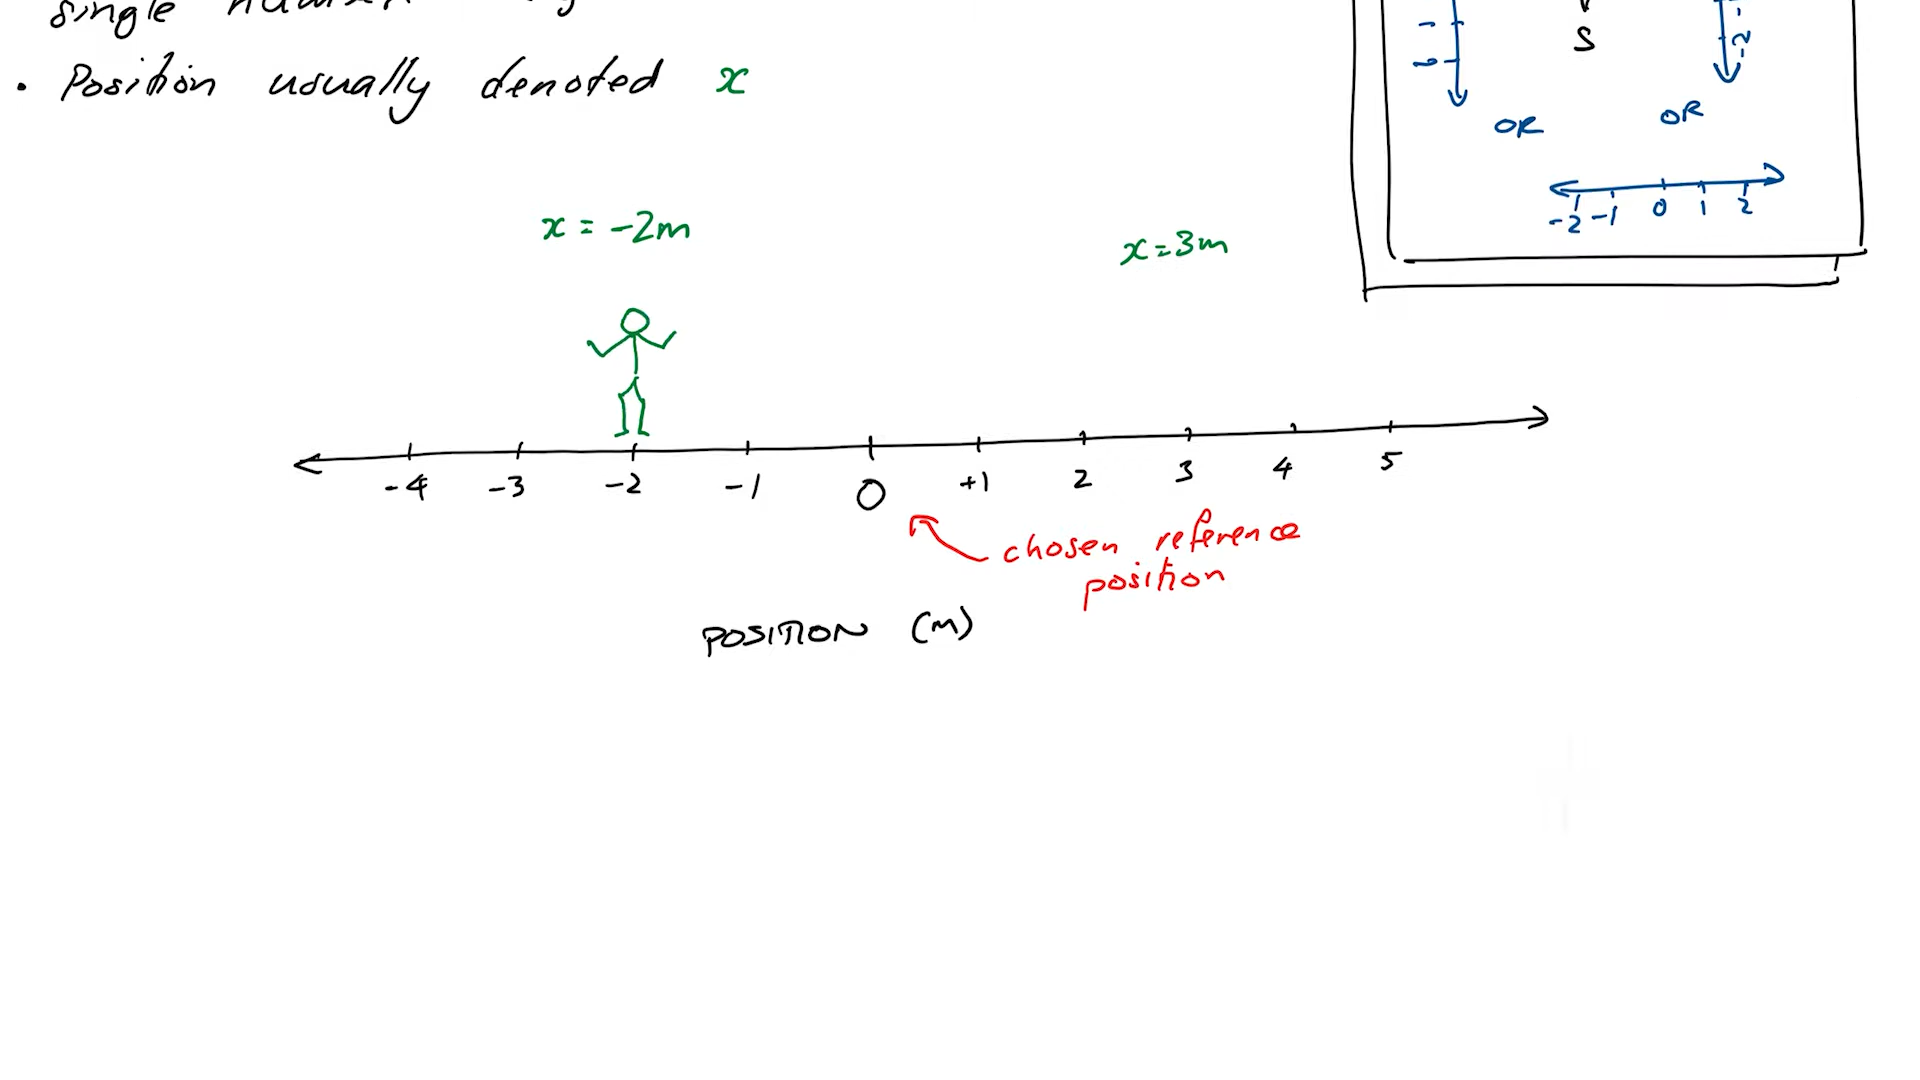 single
• Position usually denoted x
S
OR OR
-2 -1 0 1 2
x = -2m
x=3m
-4 -3 -2 -1 0 +1 2 3 4 5
chosen reference
position
POSITION (m)